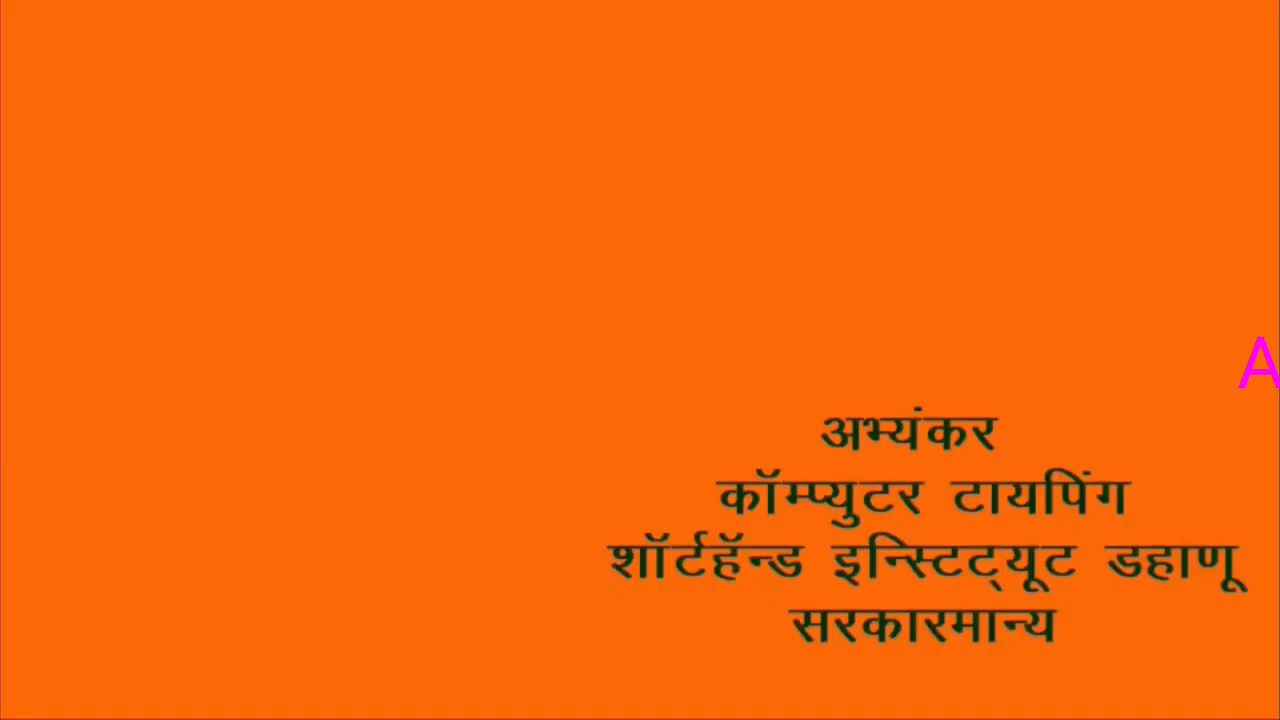 A
अभ्यंकर
कॉम्प्युटर टायपिंग
शॉर्टहॅन्ड इन्स्टिट्यूट डहाणू
सरकारमान्य